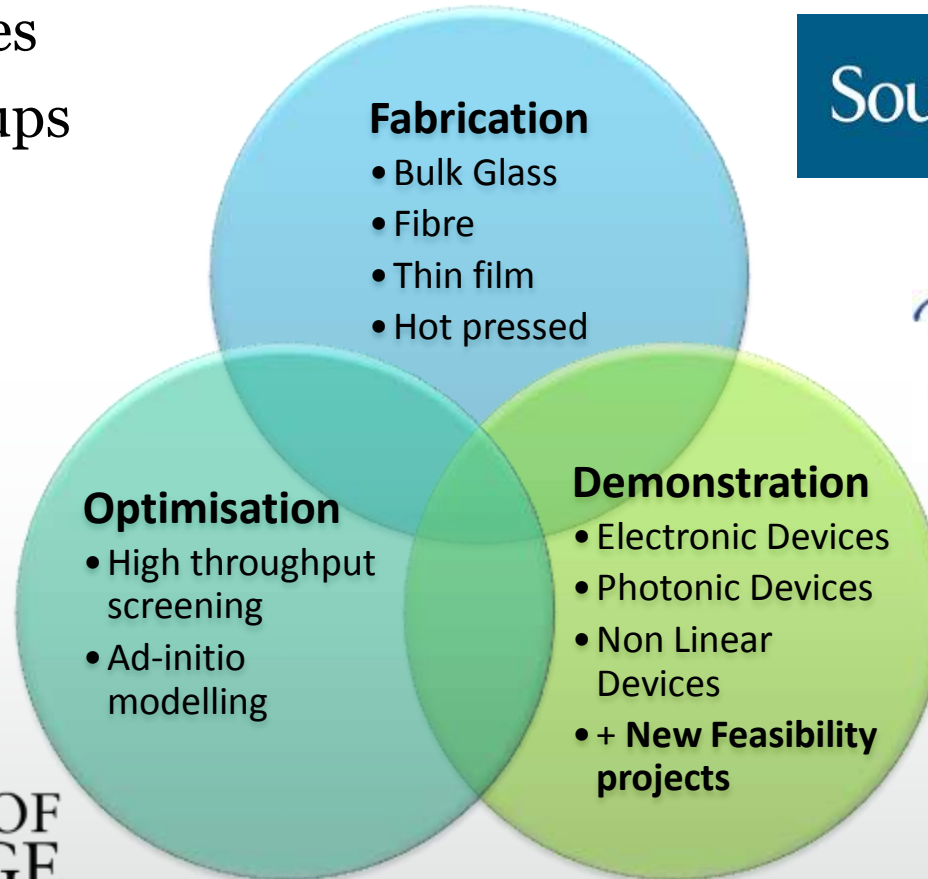 es
ups
Sou
Fabrication
• Bulk Glass
• Fibre
• Thin film
• Hot pressed
Optimisation
• High throughput
screening
• Ad-initio
modelling
Demonstration
• Electronic Devices
• Photonic Devices
• Non Linear
Devices
• + New Feasibility
projects
OF
GE